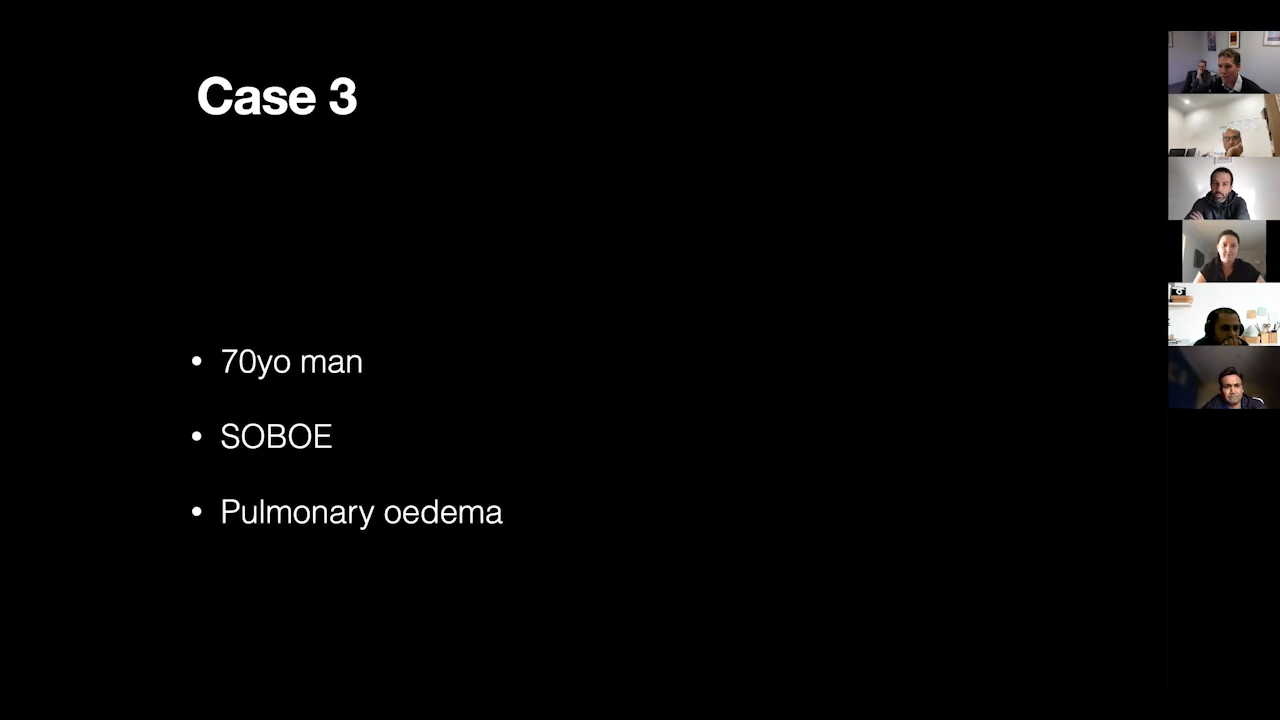 Case 3
• 70yo man
• SOBOE
• Pulmonary oedema